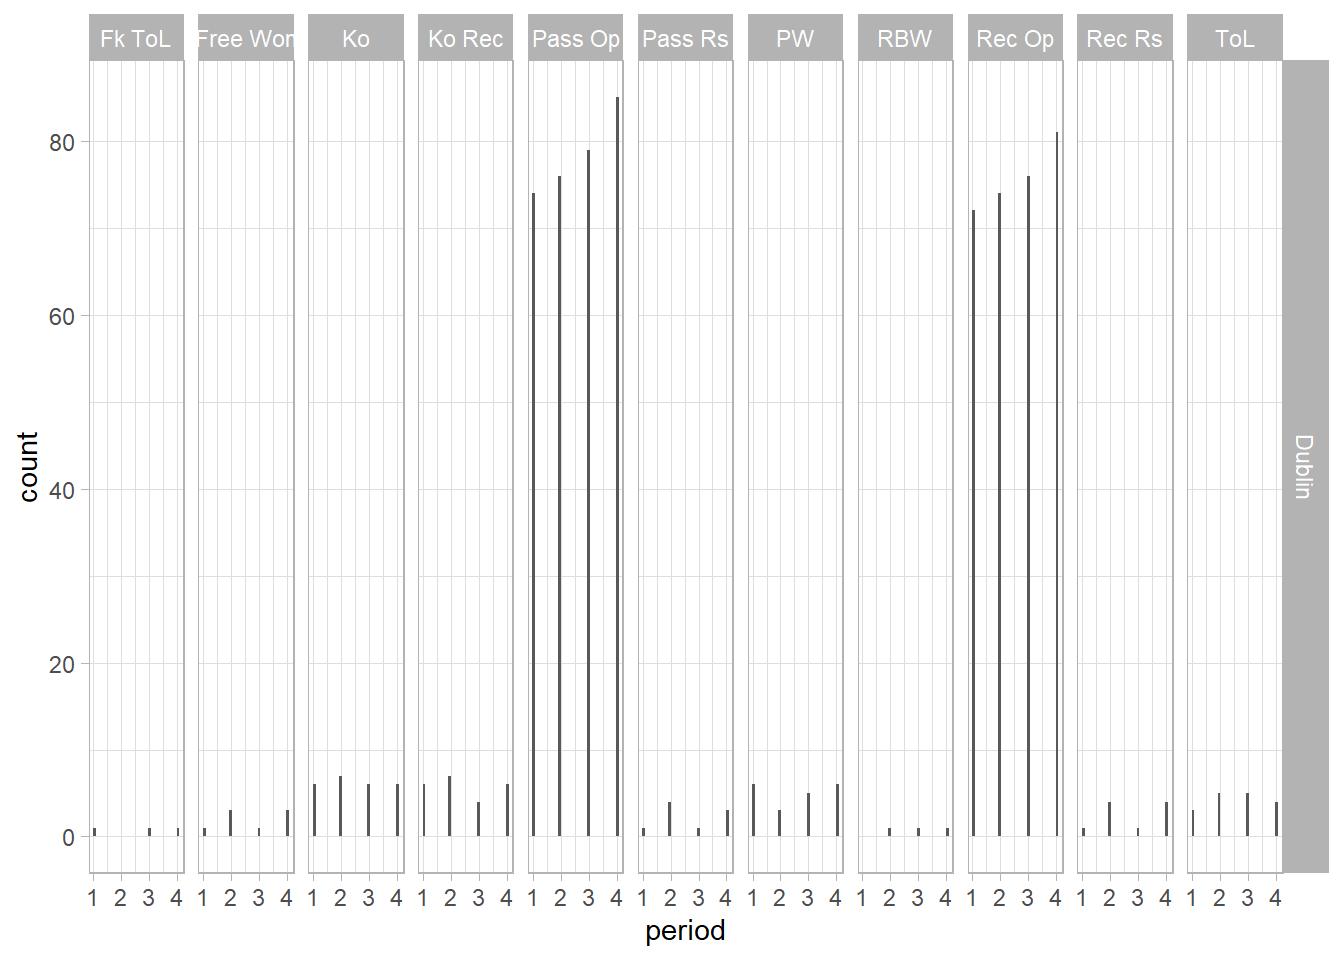 Fk ToL Free Won Ko Ko Rec Pass Op Pass Rs PW RBW Rec Op Rec Rs ToL
80
60
40
20
0
count
Dublin
1 2 3 4 1 2 3 4 1 2 3 4 1 2 3 4 1 2 3 4 1 2 3 4 1 2 3 4 1 2 3 4 1 2 3 4 1 2 3 4 1 2 3 4
period